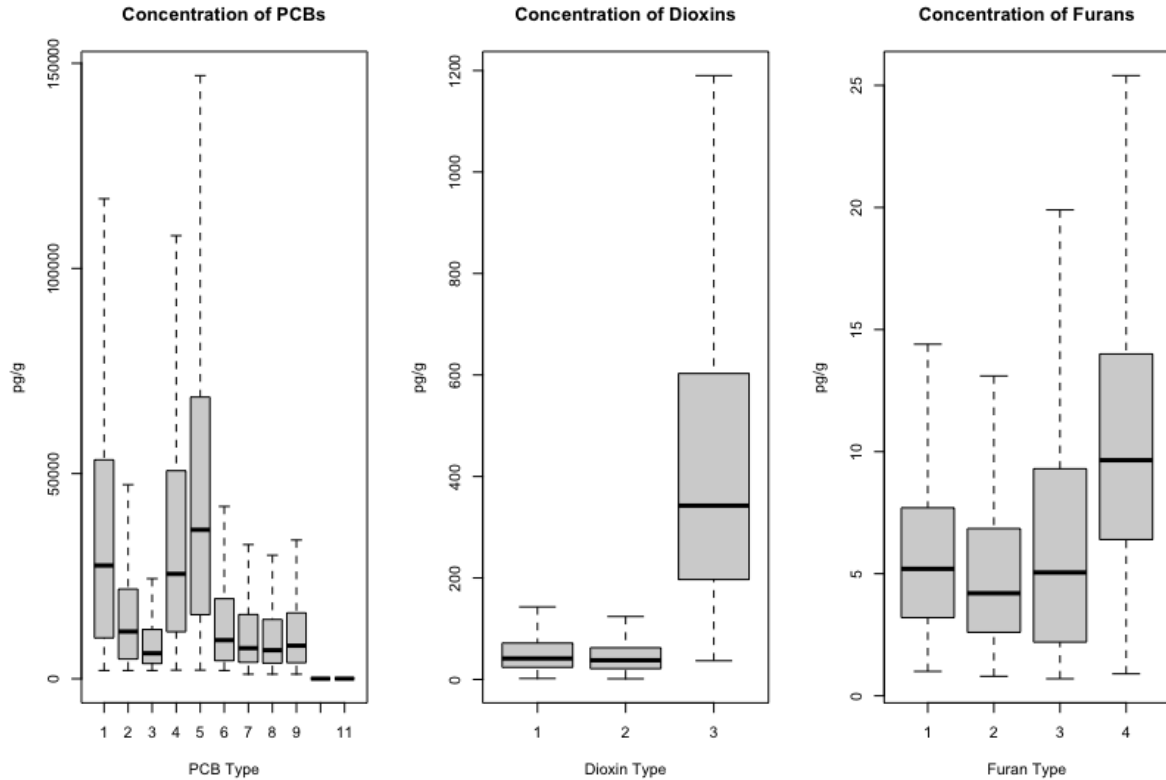 Concentration of PCBs
pg/g
150000
100000
50000
0
1 2 3 4 5 6 7 8 9 11
PCB Type
Concentration of Dioxins
pg/g
1200
1000
800
600
400
200
0
1 2 3
Dioxin Type
Concentration of Furans
pg/g
25
20
15
10
5
0
1 2 3 4
Furan Type